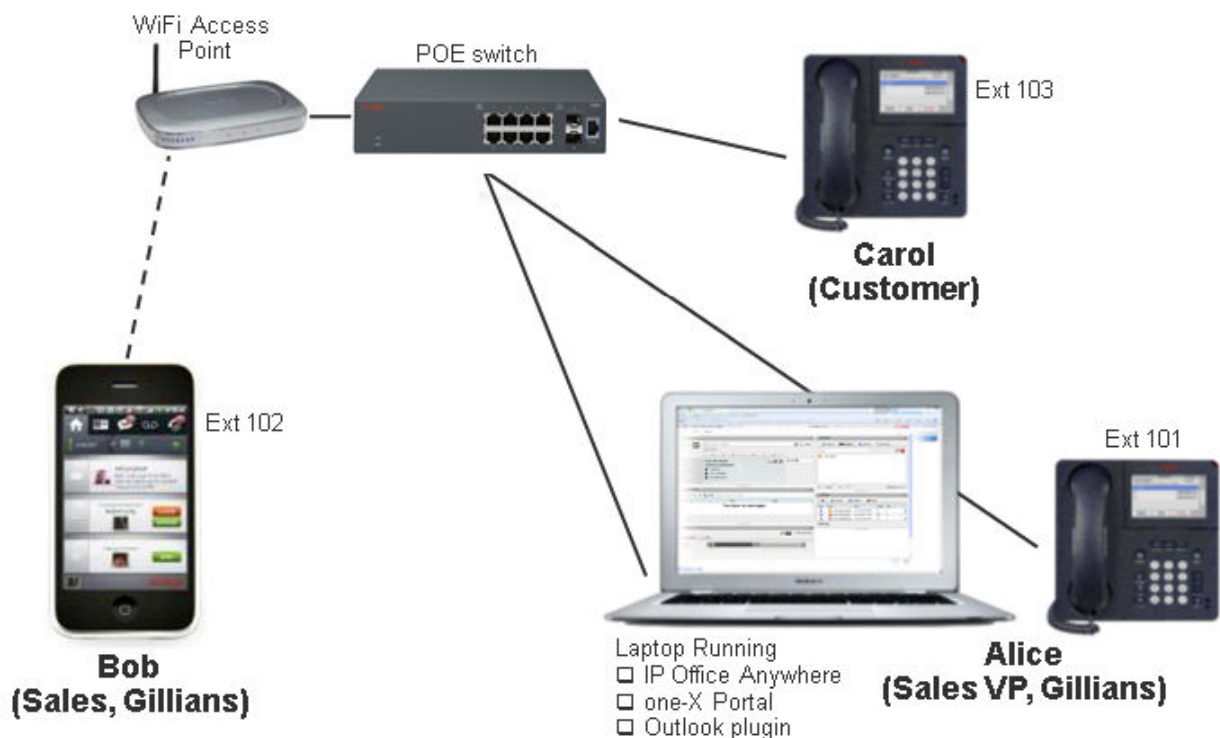 WiFi Access
Point
POE switch
Ext 103
Carol
(Customer)
Ext 102
Ext 101
Bob
(Sales, Gillians)
Laptop Running
IP Office Anywhere
one-X Portal
Outlook plugin
Alice
(Sales VP, Gillians)